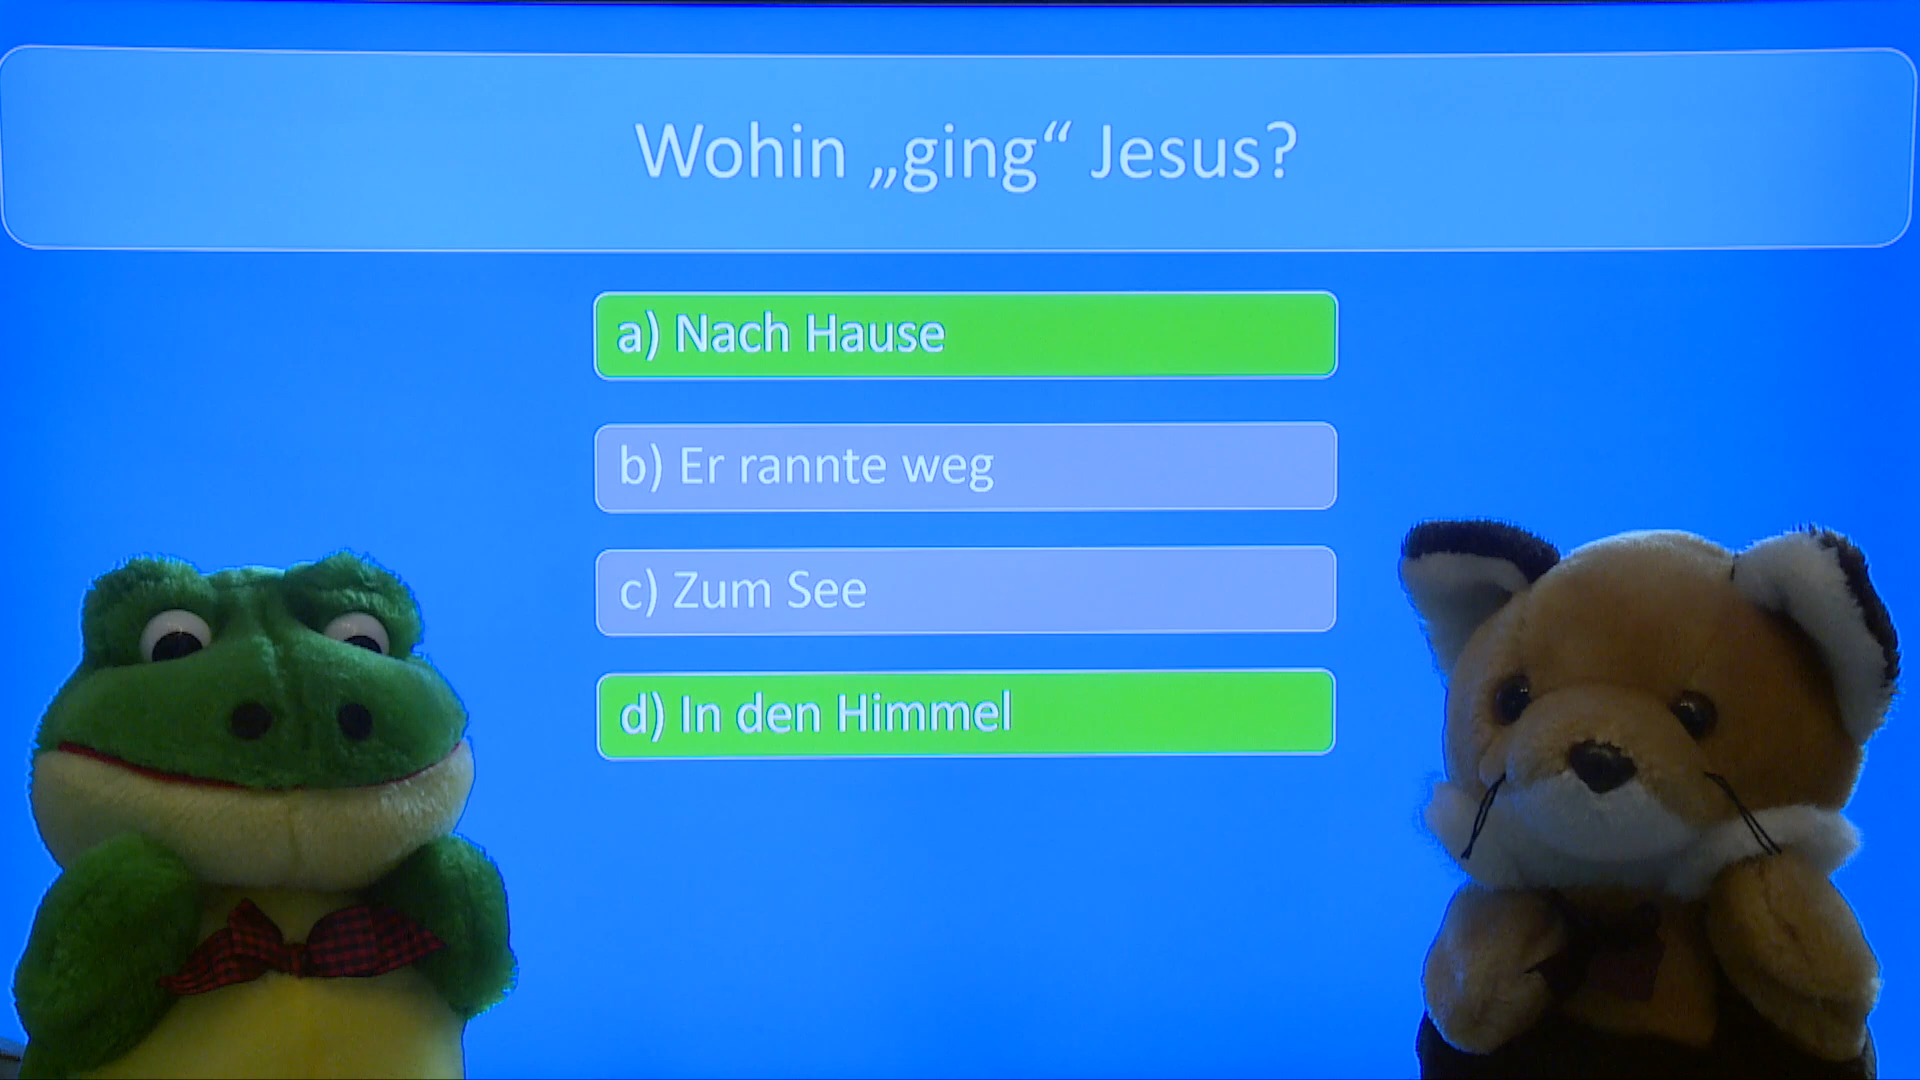 Wohin „ging“ Jesus?
a) Nach Hause
b) Er rannte weg
c) Zum See
d) In den Himmel